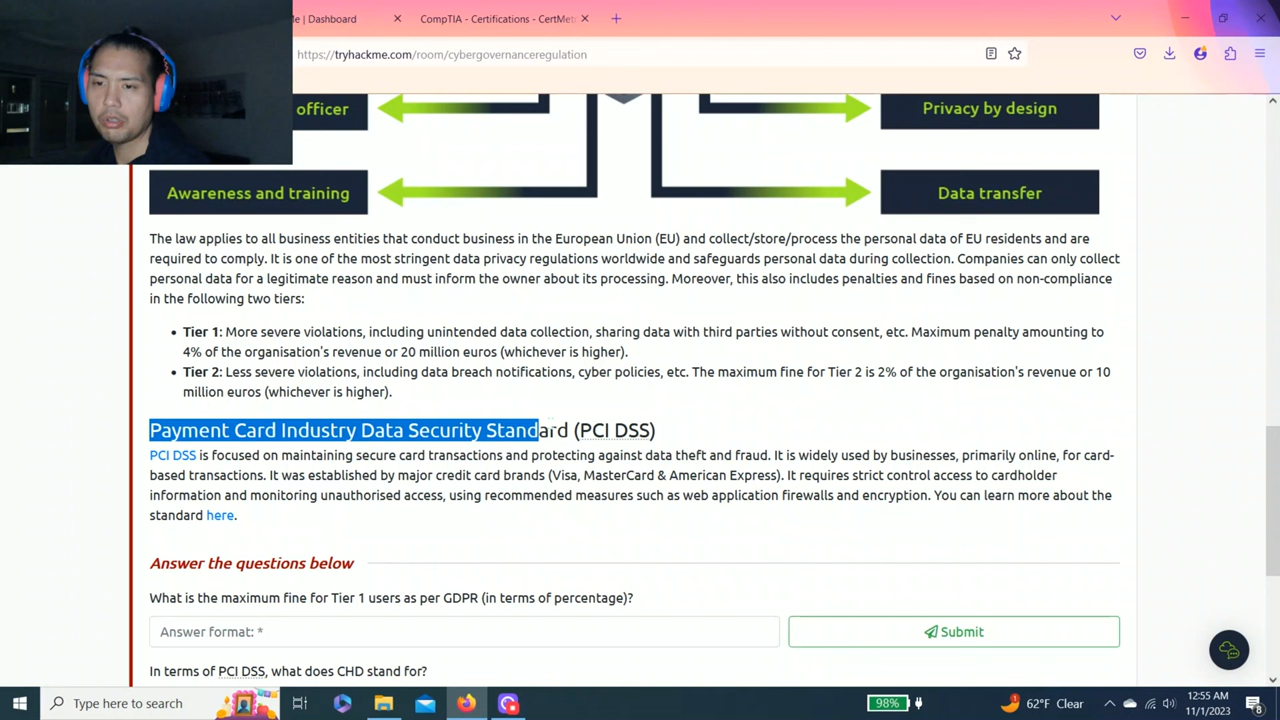 Me | Dashboard
CompTIA - Certifications - CertMet
https://tryhackme.com/room/cybergovernanceregulation
officer
Privacy by design
Awareness and training
Data transfer
The law applies to all business entities that conduct business in the European Union (EU) and collect/store/process the personal data of EU residents and are
required to comply. It is one of the most stringent data privacy regulations worldwide and safeguards personal data during collection. Companies can only collect
personal data for a legitimate reason and must inform the owner about its processing. Moreover, this also includes penalties and fines based on non-compliance
in the following two tiers:
• Tier 1: More severe violations, including unintended data collection, sharing data with third parties without consent, etc. Maximum penalty amounting to
4% of the organisation's revenue or 20 million euros (whichever is higher).
• Tier 2: Less severe violations, including data breach notifications, cyber policies, etc. The maximum fine for Tier 2 is 2% of the organisation's revenue or 10
million euros (whichever is higher).
Payment Card Industry Data Security Standard (PCI DSS)
PCI DSS is focused on maintaining secure card transactions and protecting against data theft and fraud. It is widely used by businesses, primarily online, for card-
based transactions. It was established by major credit card brands (Visa, MasterCard & American Express). It requires strict control access to cardholder
information and monitoring unauthorised access, using recommended measures such as web application firewalls and encryption. You can learn more about the
standard here.
Answer the questions below
What is the maximum fine for Tier 1 users as per GDPR (in terms of percentage)?
Answer format: *
Submit
In terms of PCI DSS, what does CHD stand for?
Type here to search
98%
1
62°F Clear
12:55 AM
11/1/2023
8